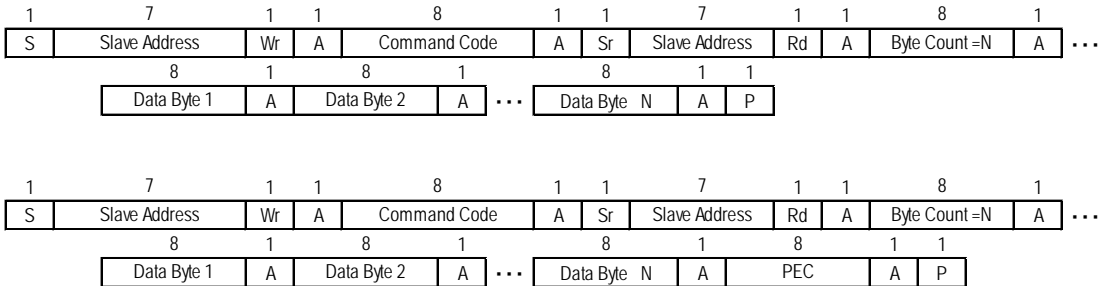 1 7 1 1 8 1 1 7 1 1 8 1
S Slave Address Wr A Command Code A Sr Slave Address Rd A Byte Count =N A ...
8 1 8 1 8 1 1
Data Byte 1 A Data Byte 2 A ... Data Byte N A P
1 7 1 1 8 1 1 7 1 1 8 1
S Slave Address Wr A Command Code A Sr Slave Address Rd A Byte Count =N A ...
8 1 8 1 8 1 8 1 1
Data Byte 1 A Data Byte 2 A ... Data Byte N A PEC A P